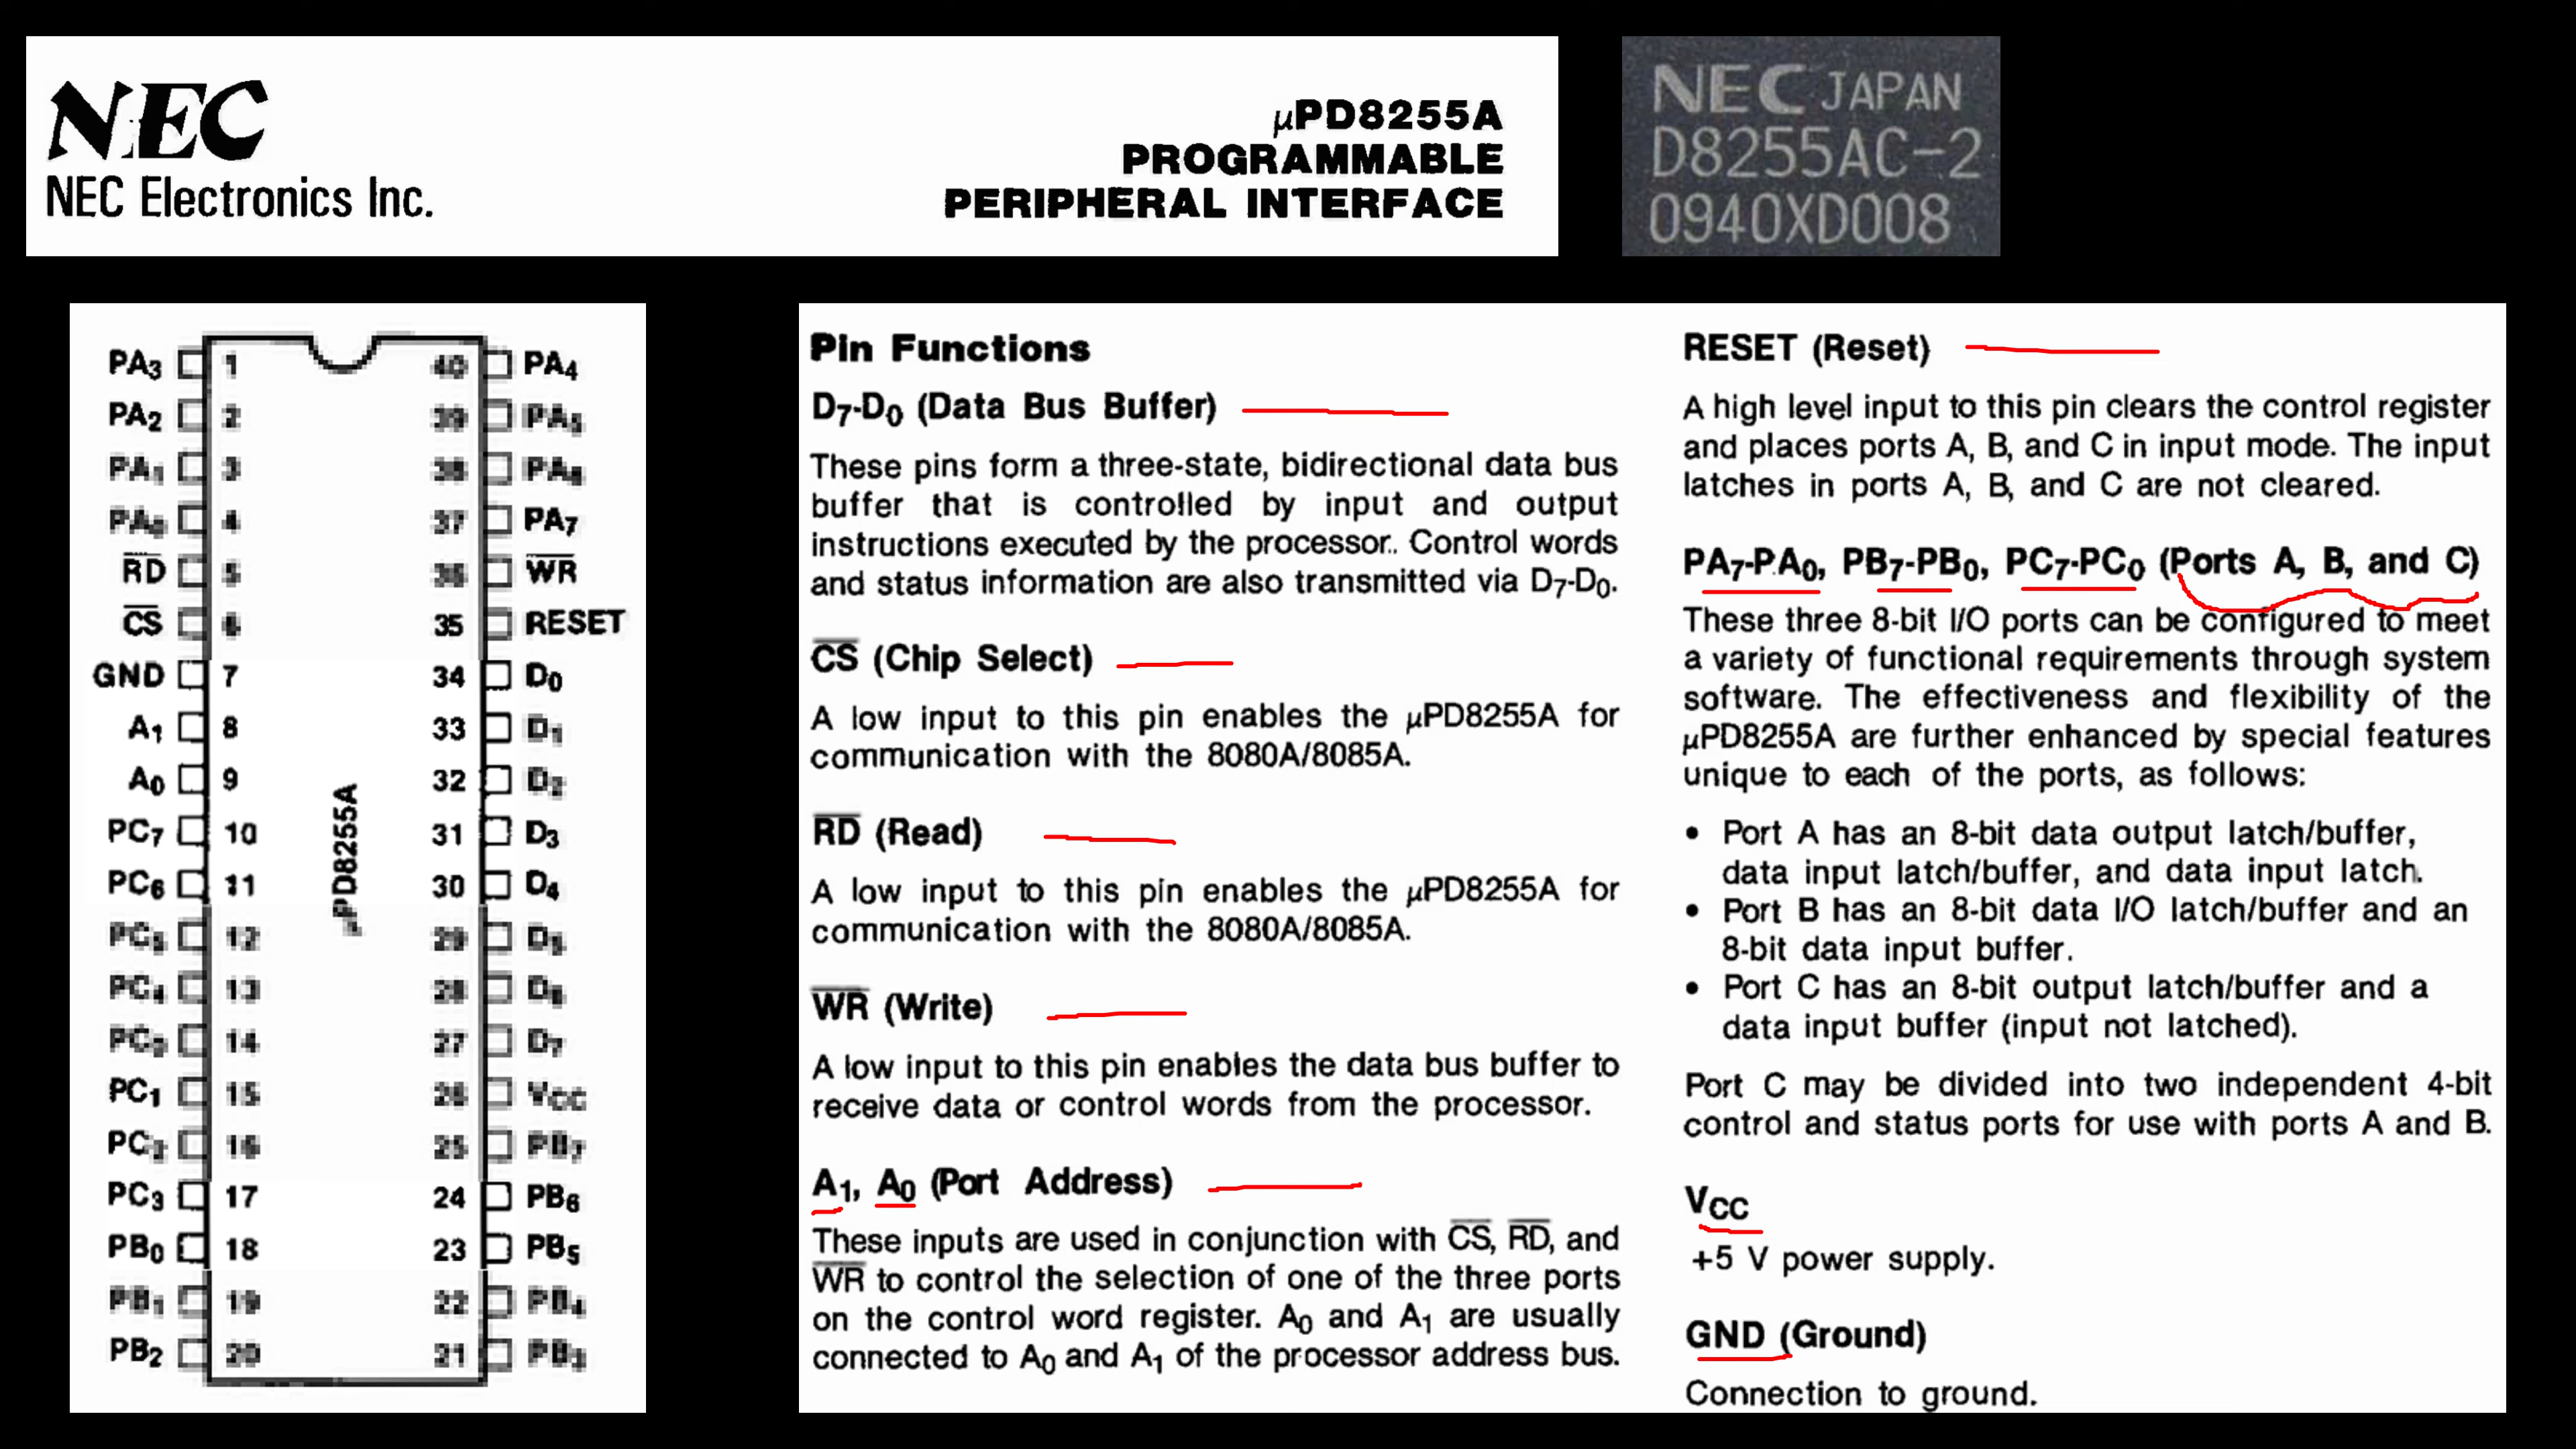 NEC
NEC Electronics Inc.
µPD8255A
PROGRAMMABLE
PERIPHERAL INTERFACE
NEC JAPAN
D8255AC-2
0940XD008
PA3 1 40 PA4
PA2 2 39 PA5
PA1 3 38 PA6
PA0 4 37 PA7
RD 5 36 WR
CS 6 35 RESET
GND 7 34 D0
A1 8 33 D1
A0 9 32 D2
PC7 10 31 D3
PC6 11 30 D4
PC5 12 29 D5
PC4 13 28 D6
PC0 14 27 D7
PC1 15 26 VCC
PC2 16 25 PB7
PC3 17 24 PB6
PB0 18 23 PB5
PB1 19 22 PB4
PB2 20 21 PB3
µPD8255A
Pin Functions
D7-D0 (Data Bus Buffer)
These pins form a three-state, bidirectional data bus
buffer that is controlled by input and output
instructions executed by the processor.. Control words
and status information are also transmitted via D7-D0.
CS (Chip Select)
A low input to this pin enables the µPD8255A for
communication with the 8080A/8085A.
RD (Read)
A low input to this pin enables the µPD8255A for
communication with the 8080A/8085A.
WR (Write)
A low input to this pin enables the data bus buffer to
receive data or control words from the processor.
A1, A0 (Port Address)
These inputs are used in conjunction with CS, RD, and
WR to control the selection of one of the three ports
on the control word register. A0 and A1 are usually
connected to A0 and A1 of the processor address bus.
RESET (Reset)
A high level input to this pin clears the control register
and places ports A, B, and C in input mode. The input
latches in ports A, B, and C are not cleared.
PA7-PA0, PB7-PB0, PC7-PC0 (Ports A, B, and C)
These three 8-bit I/O ports can be configured to meet
a variety of functional requirements through system
software. The effectiveness and flexibility of the
µPD8255A are further enhanced by special features
unique to each of the ports, as follows:
• Port A has an 8-bit data output latch/buffer,
data input latch/buffer, and data input latch.
• Port B has an 8-bit data I/O latch/buffer and an
8-bit data input buffer.
• Port C has an 8-bit output latch/buffer and a
data input buffer (input not latched).
Port C may be divided into two independent 4-bit
control and status ports for use with ports A and B.
VCC
+5 V power supply.
GND (Ground)
Connection to ground.